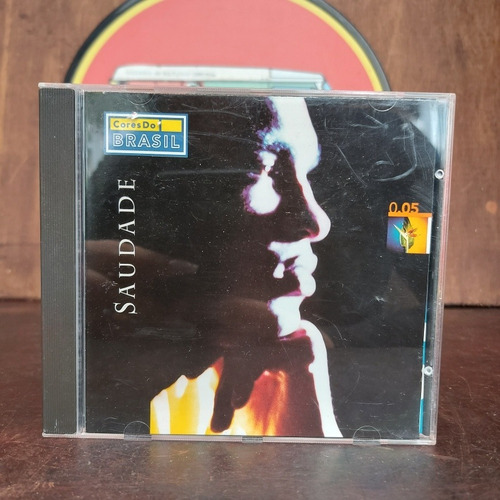 Cores Do
BRASIL
SAUDADE
0.05